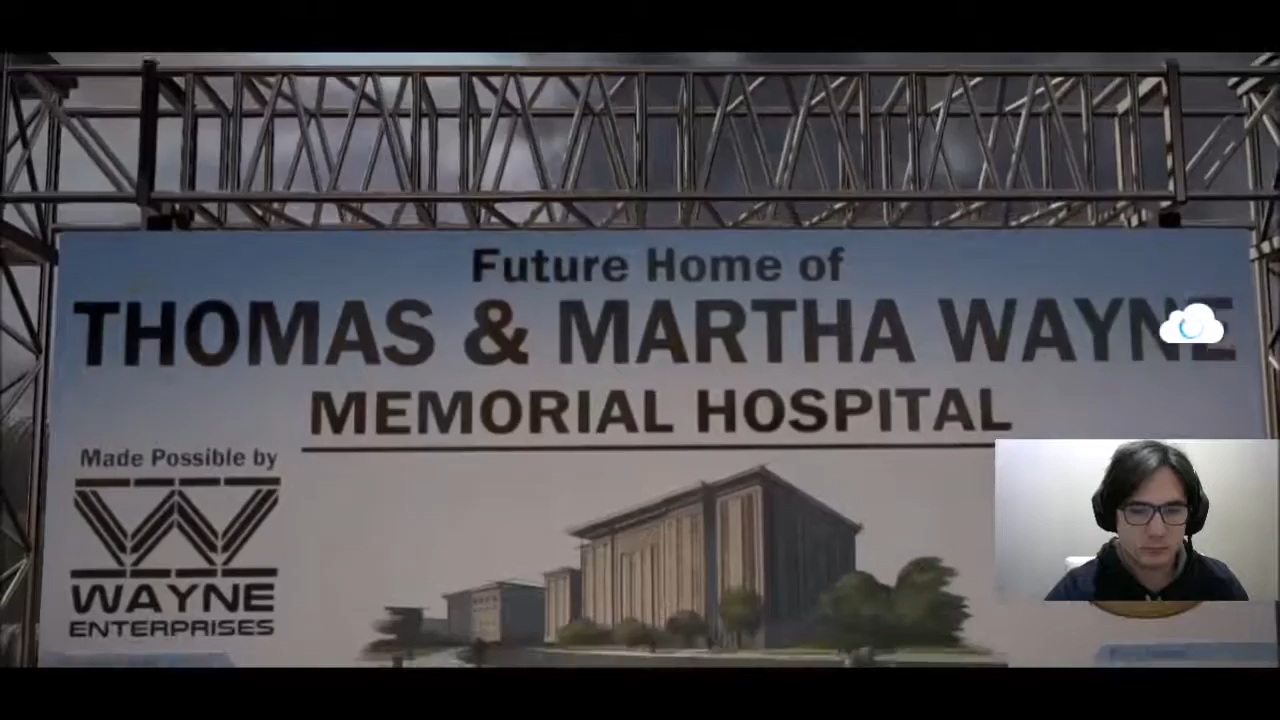 Future Home of
THOMAS & MARTHA WAYNE
MEMORIAL HOSPITAL
Made Possible by
WAYNE
ENTERPRISES